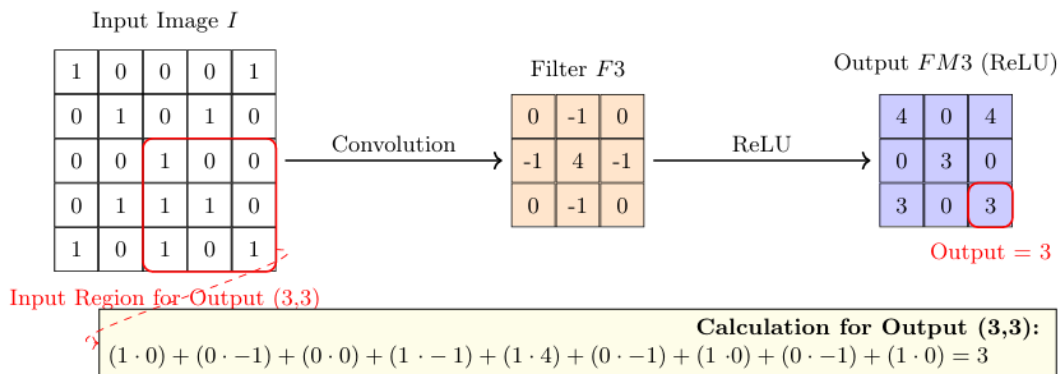 Input Image I
1 0 0 0 1
0 1 0 1 0
0 0 1 0 0
0 1 1 1 0
1 0 1 0 1
Input Region for Output (3,3)
Convolution
Filter F3
0 -1 0
-1 4 -1
0 -1 0
ReLU
Output FM3 (ReLU)
4 0 4
0 3 0
3 0 3
Output = 3
Calculation for Output (3,3):
(1 · 0) + (0 · −1) + (0 · 0) + (1 · − 1) + (1 · 4) + (0 · −1) + (1 ·0) + (0 · −1) + (1 · 0) = 3